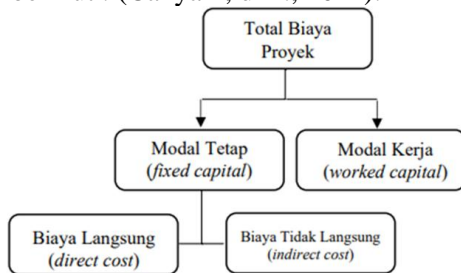 Total Biaya
Proyek
Modal Tetap
(fixed capital)
Modal Kerja
(worked capital)
Biaya Langsung
(direct cost)
Biaya Tidak Langsung
(indirect cost)